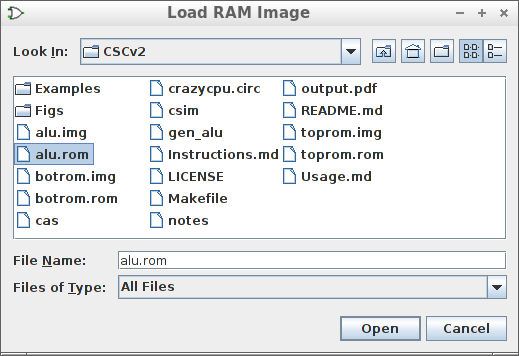 Load RAM Image
Look In: CSCv2
Examples
Figs
alu.img
alu.rom
botrom.img
botrom.rom
cas
crazycpu.circ
csim
gen_alu
Instructions.md
LICENSE
Makefile
notes
output.pdf
README.md
toprom.img
toprom.rom
Usage.md
File Name: alu.rom
Files of Type: All Files
Open Cancel